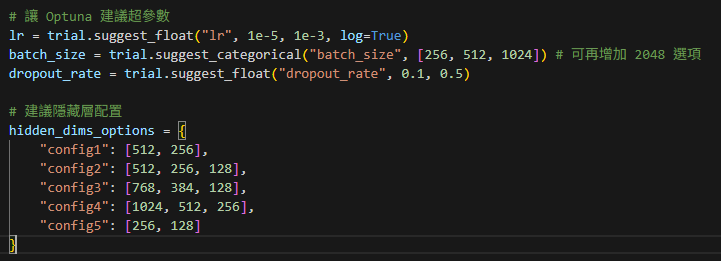 # 讓 Optuna 建議超參數
lr = trial.suggest_float("lr", 1e-5, 1e-3, log=True)
batch_size = trial.suggest_categorical("batch_size", [256, 512, 1024]) # 可再增加 2048 選項
dropout_rate = trial.suggest_float("dropout_rate", 0.1, 0.5)

# 建議隱藏層配置
hidden_dims_options = {
    "config1": [512, 256],
    "config2": [512, 256, 128],
    "config3": [768, 384, 128],
    "config4": [1024, 512, 256],
    "config5": [256, 128]
}